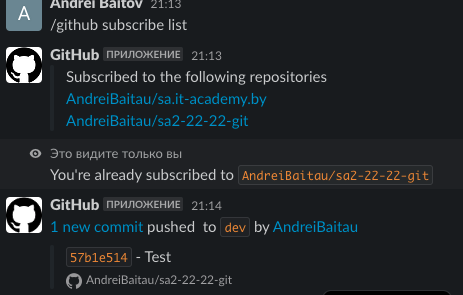 Andrei Baitov 21:13
/github subscribe list
GitHub ПРИЛОЖЕНИЕ 21:13
Subscribed to the following repositories
AndreiBaitau/sa.it-academy.by
AndreiBaitau/sa2-22-22-git
Это видите только вы
You're already subscribed to AndreiBaitau/sa2-22-22-git
GitHub ПРИЛОЖЕНИЕ 21:14
1 new commit pushed to dev by AndreiBaitau
57b1e514 - Test
AndreiBaitau/sa2-22-22-git